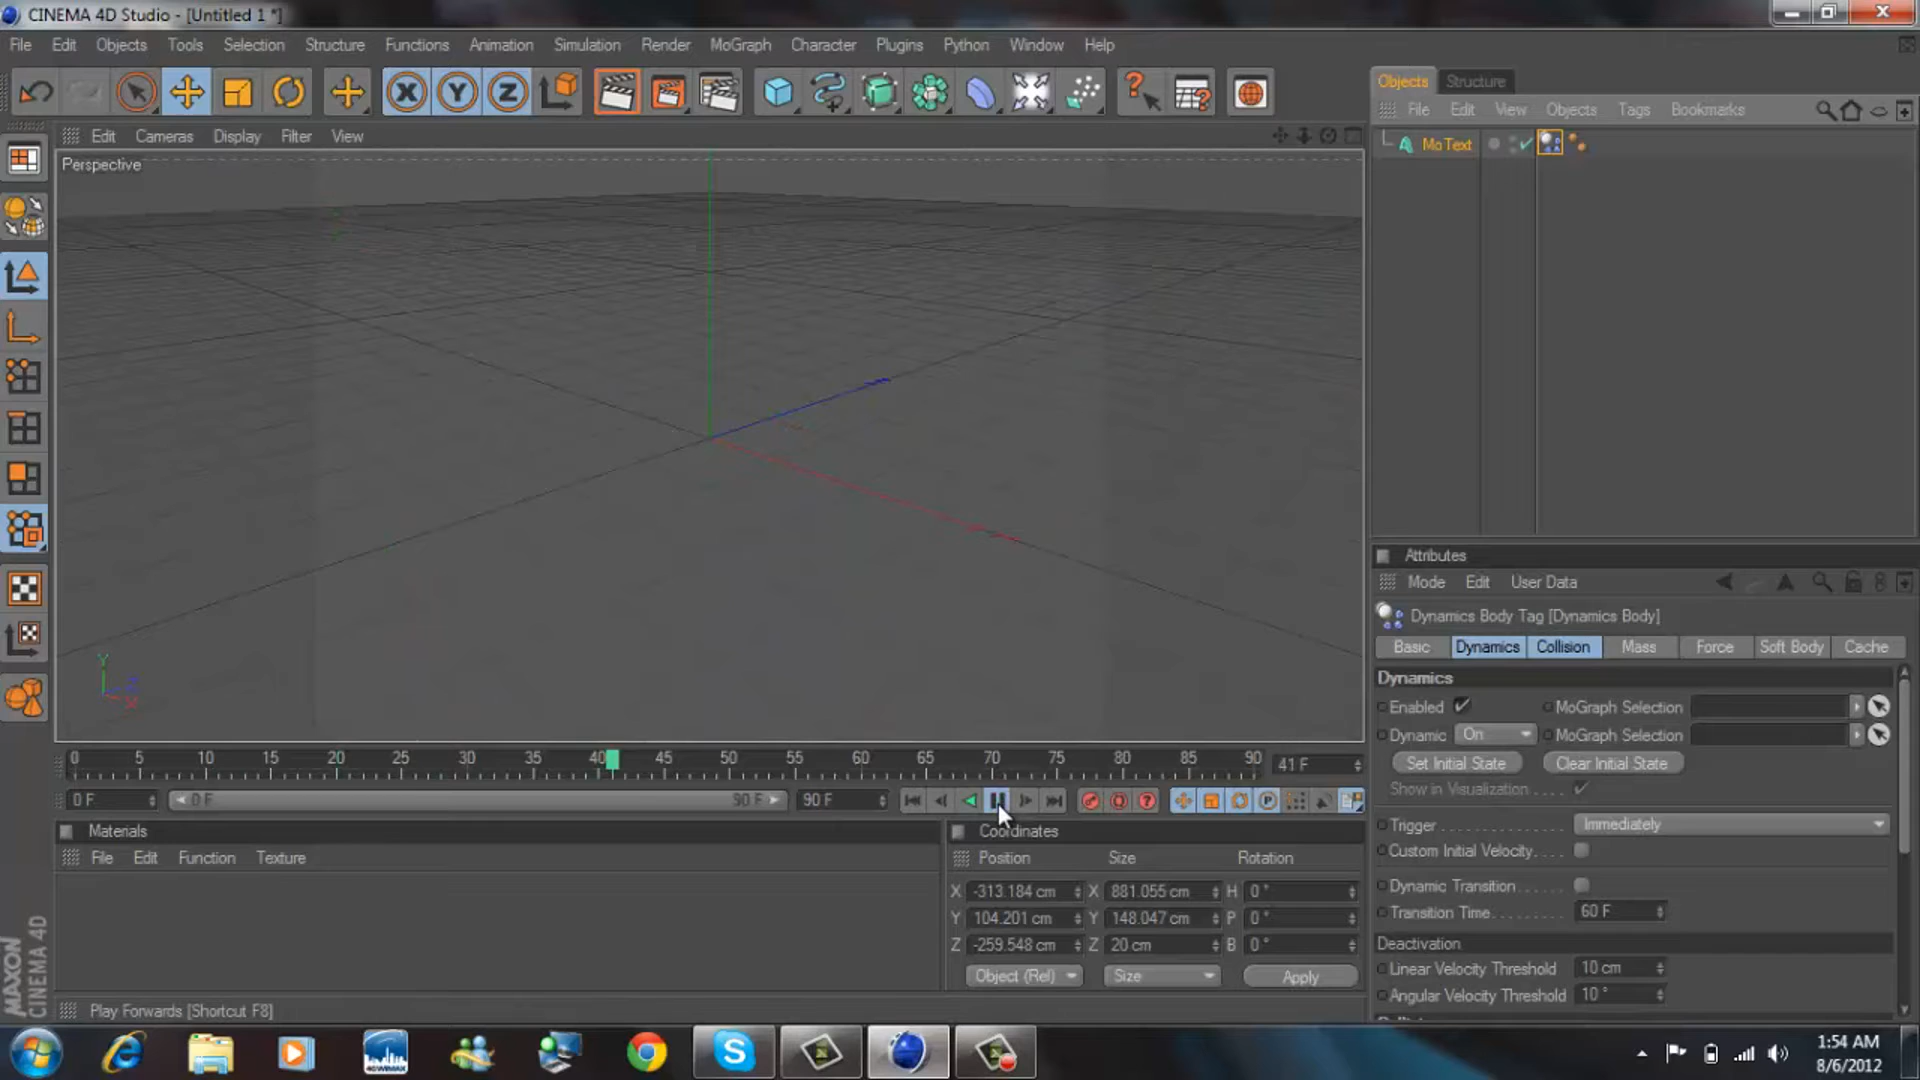 CINEMA 4D Studio - [Untitled 1 *]
File Edit Objects Tools Selection Structure Functions Animation Simulation Render MoGraph Character Plugins Python Window Help
X Y Z
Objects Structure
File Edit View Objects Tags Bookmarks
MoText
Edit Cameras Display Filter View
Perspective
Y
Z
X
0 5 10 15 20 25 30 35 40 45 50 55 60 65 70 75 80 85 90 41 F
0 F 0 F 90 F 90 F
Materials
File Edit Function Texture
Coordinates
Position Size Rotation
X -313.184 cm X 881.055 cm H 0 °
Y 104.201 cm Y 148.047 cm P 0 °
Z -259.548 cm Z 20 cm B 0 °
Object (Rel) Size Apply
Attributes
Mode Edit User Data
Dynamics Body Tag [Dynamics Body]
Basic Dynamics Collision Mass Force Soft Body Cache
Dynamics
Enabled MoGraph Selection
Dynamic On MoGraph Selection
Set Initial State Clear Initial State
Show in Visualization . . . .
Trigger . . . . . . . . . . . . . . Immediately
Custom Initial Velocity. . . .
Dynamic Transition. . . . .
Transition Time. . . . . . . . 60 F
Deactivation
Linear Velocity Threshold 10 cm
Angular Velocity Threshold 10 °
MAXON
CINEMA 4D
Play Forwards [Shortcut F8]
1:54 AM
8/6/2012